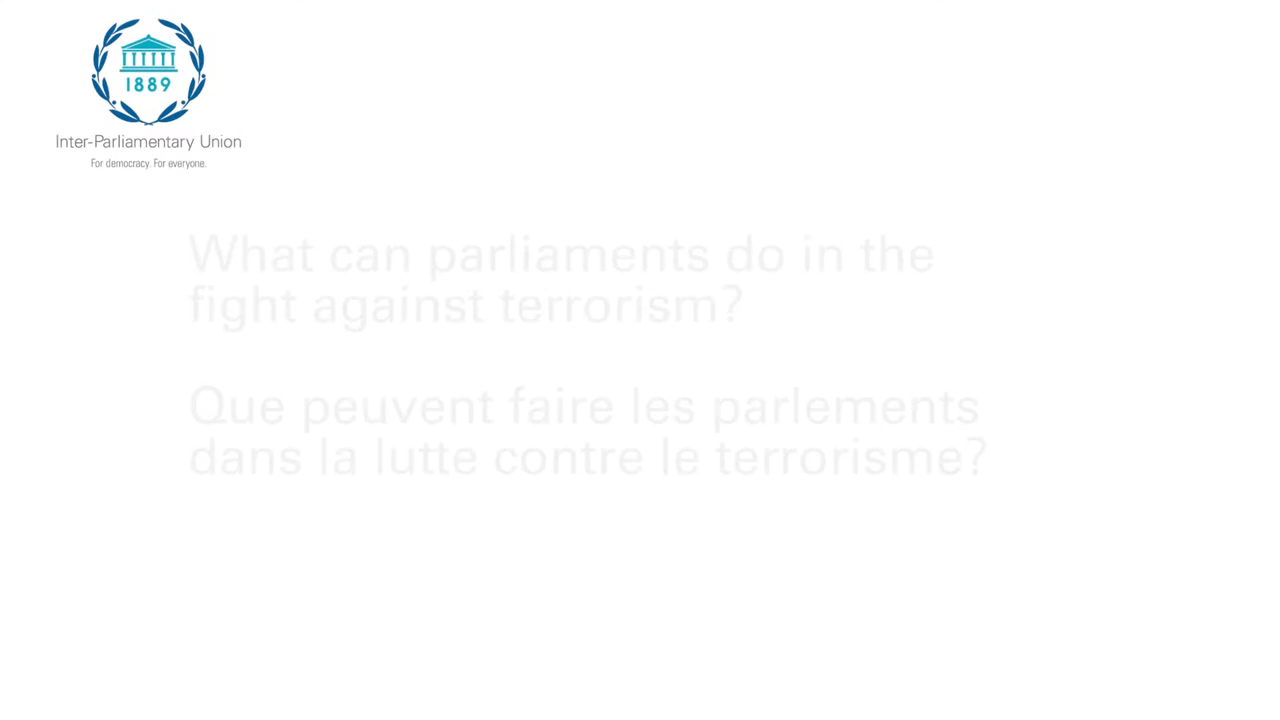 1889
Inter-Parliamentary Union
For democracy. For everyone.
What can parliaments do in the
fight against terrorism?
Que peuvent faire les parlements
dans la lutte contre le terrorisme?